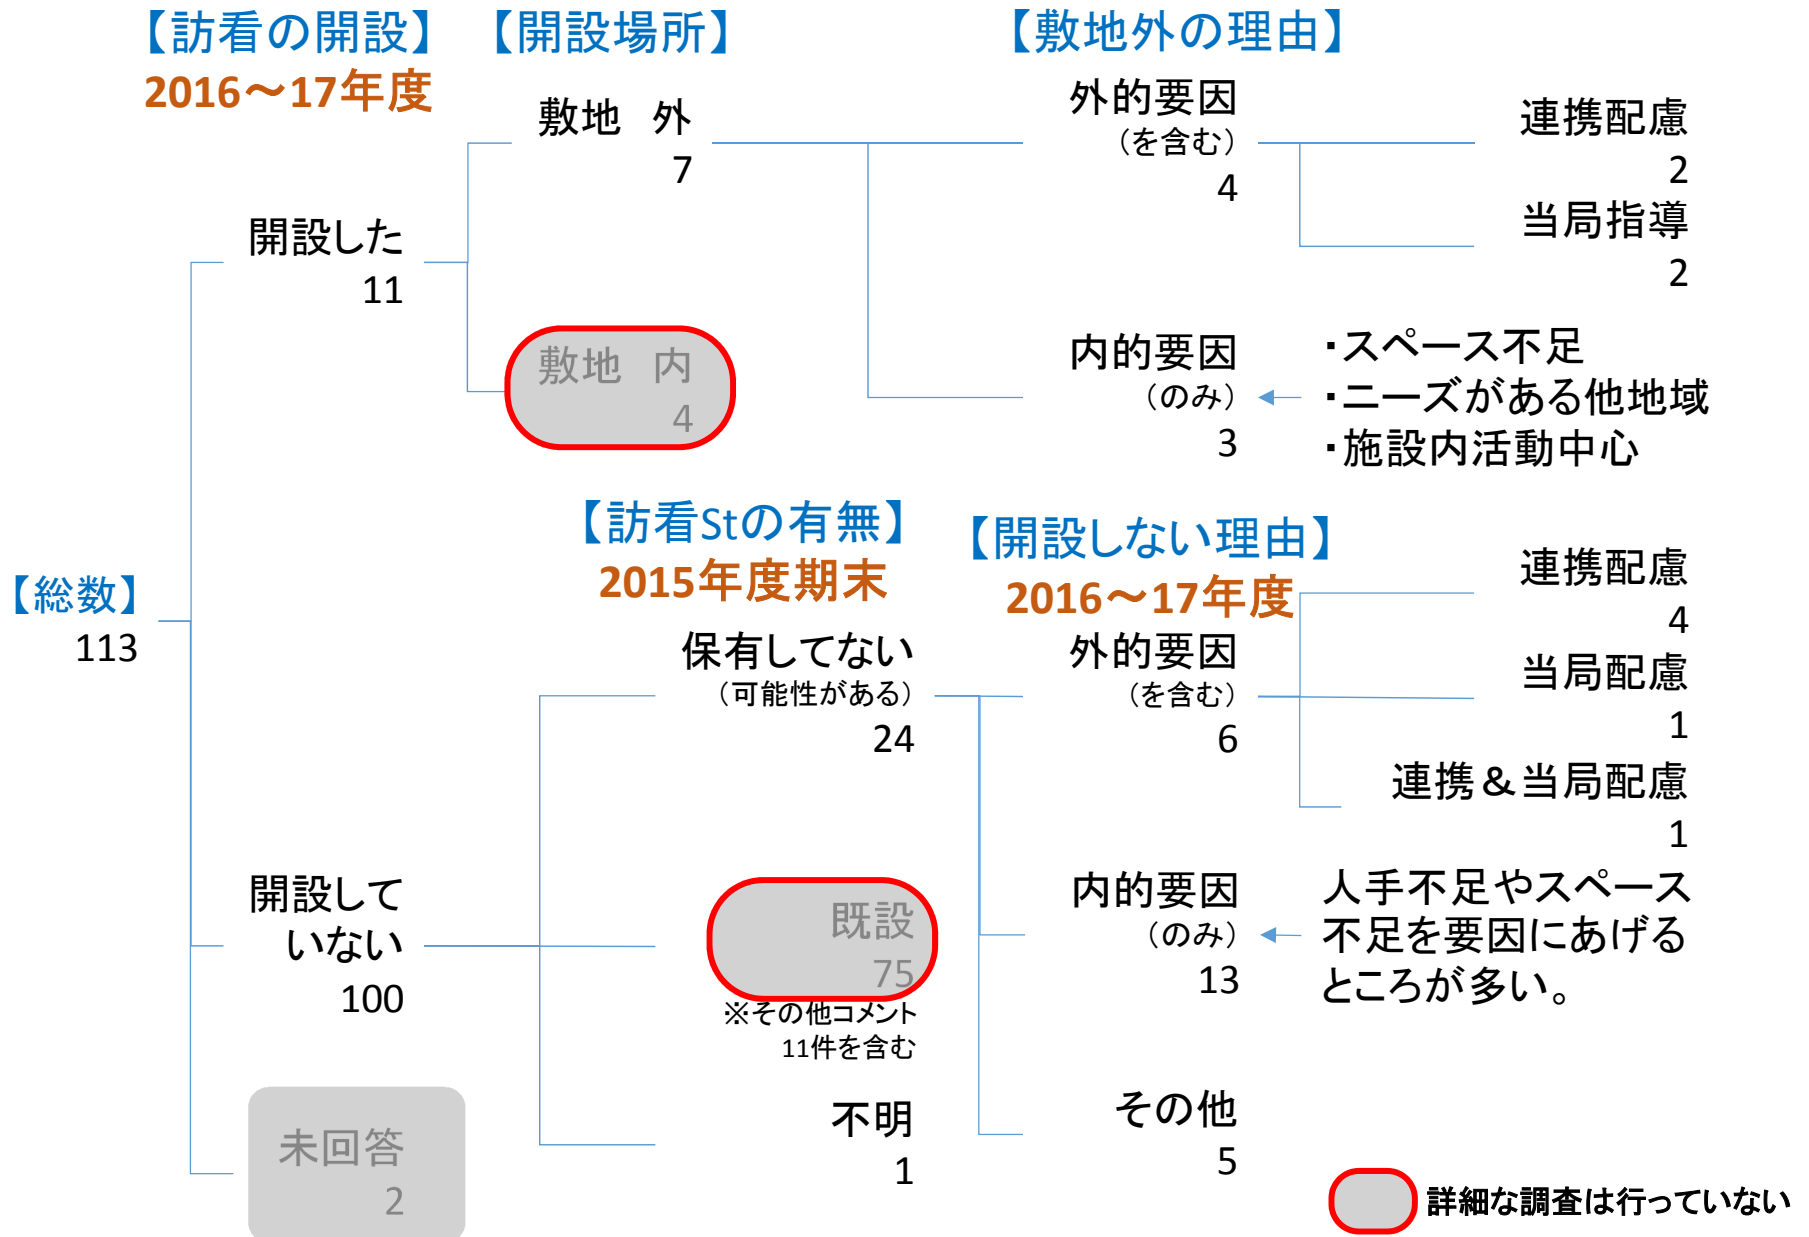 【訪看の開設】
2016～17年度
【開設場所】
【敷地外の理由】
敷地　外
7
外的要因
（を含む）
4
連携配慮
2
当局指導
2
開設した
11
敷地　内
4
内的要因
（のみ）
3
・スペース不足
・ニーズがある他地域
・施設内活動中心
【総数】
113
【訪看Stの有無】
2015年度期末
【開設しない理由】
2016～17年度
保有してない
（可能性がある）
24
外的要因
（を含む）
6
連携配慮
4
当局配慮
1
連携＆当局配慮
1
開設して
いない
100
既設
75
※その他コメント
11件を含む
内的要因
（のみ）
13
人手不足やスペース
不足を要因にあげる
ところが多い。
不明
1
その他
5
未回答
2
詳細な調査は行っていない